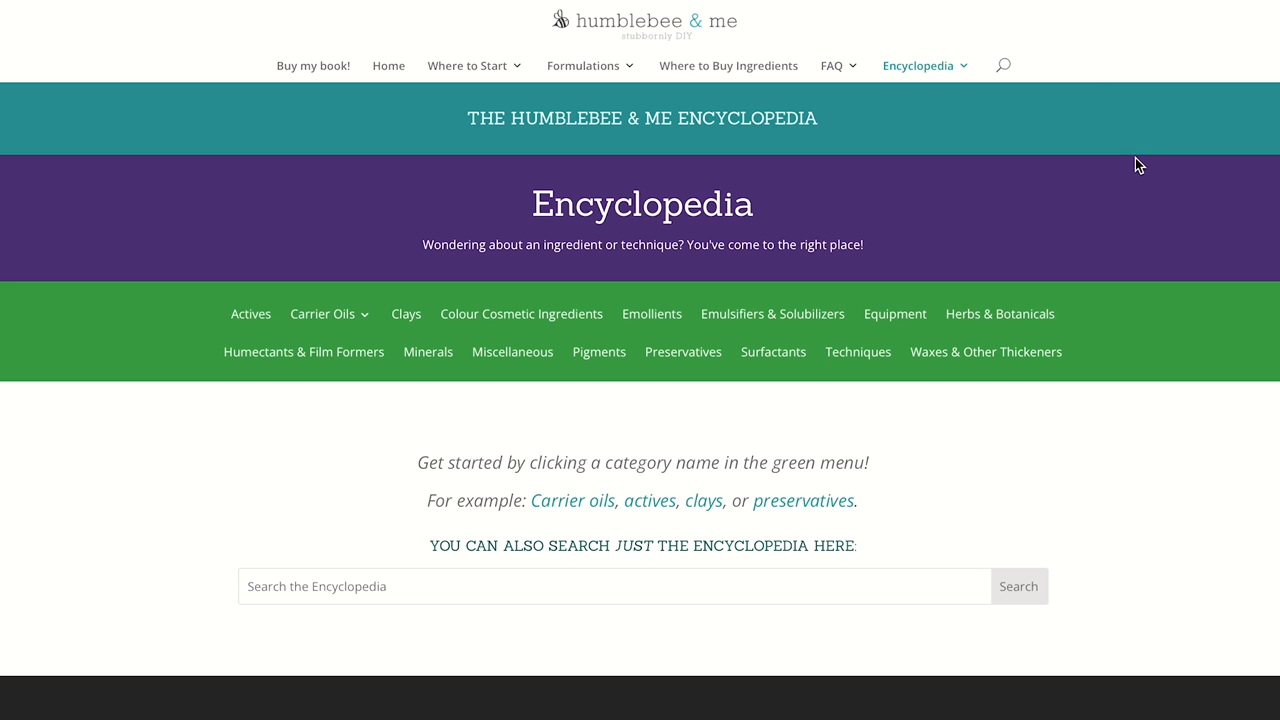 humblebee & me
stubbornly DIY
Buy my book! Home Where to Start Formulations Where to Buy Ingredients FAQ Encyclopedia
THE HUMBLEBEE & ME ENCYCLOPEDIA
Encyclopedia
Wondering about an ingredient or technique? You've come to the right place!
Actives Carrier Oils Clays Colour Cosmetic Ingredients Emollients Emulsifiers & Solubilizers Equipment Herbs & Botanicals
Humectants & Film Formers Minerals Miscellaneous Pigments Preservatives Surfactants Techniques Waxes & Other Thickeners
Get started by clicking a category name in the green menu!
For example: Carrier oils, actives, clays, or preservatives.
YOU CAN ALSO SEARCH JUST THE ENCYCLOPEDIA HERE:
Search the Encyclopedia Search